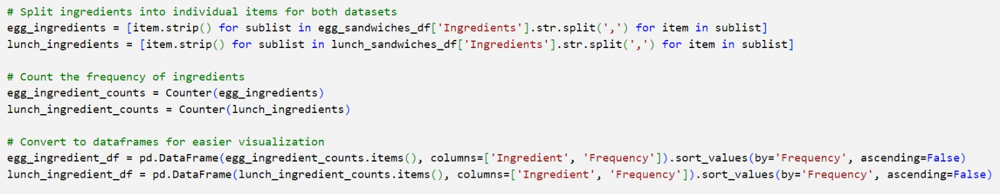 # Split ingredients into individual items for both datasets
egg_ingredients = [item.strip() for sublist in egg_sandwiches_df['Ingredients'].str.split(',') for item in sublist]
lunch_ingredients = [item.strip() for sublist in lunch_sandwiches_df['Ingredients'].str.split(',') for item in sublist]
# Count the frequency of ingredients
egg_ingredient_counts = Counter(egg_ingredients)
lunch_ingredient_counts = Counter(lunch_ingredients)
# Convert to dataframes for easier visualization
egg_ingredient_df = pd.DataFrame(egg_ingredient_counts.items(), columns=['Ingredient', 'Frequency']).sort_values(by='Frequency', ascending=False)
lunch_ingredient_df = pd.DataFrame(lunch_ingredient_counts.items(), columns=['Ingredient', 'Frequency']).sort_values(by='Frequency', ascending=False)